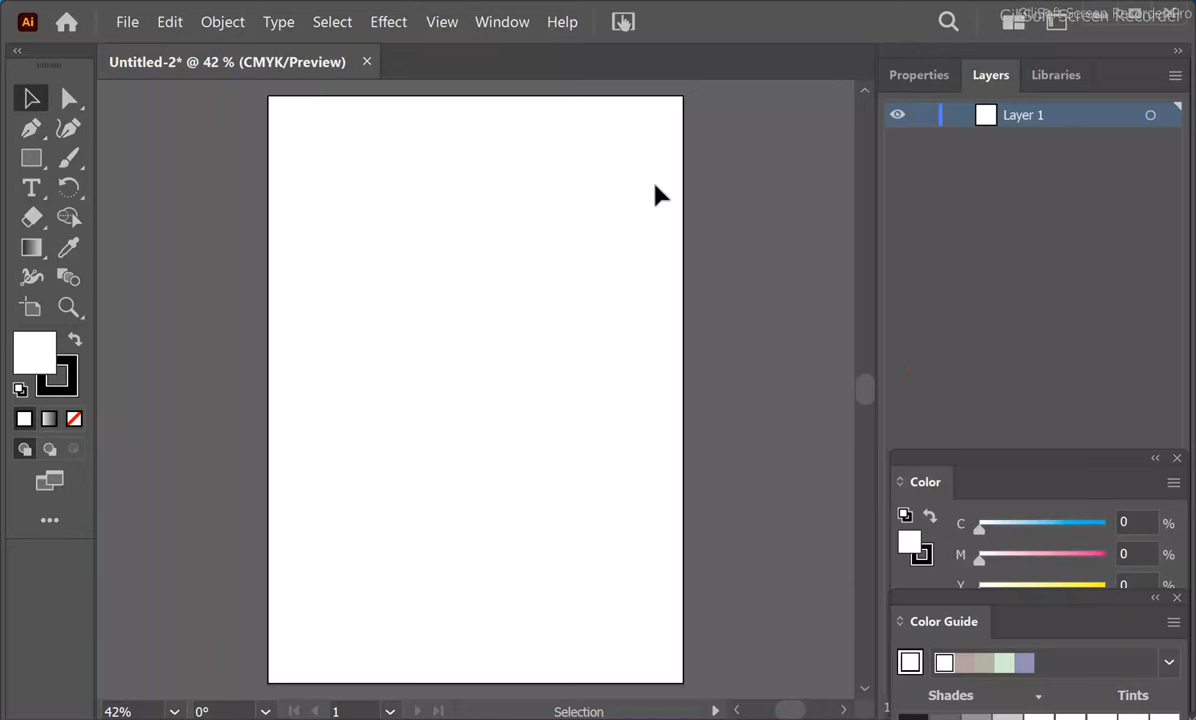 Ai File Edit Object Type Select Effect View Window Help
Untitled-2* @ 42 % (CMYK/Preview) ×
Properties Layers Libraries
Layer 1
T
Color
C 0 %
M 0 %
Y 0 %
Color Guide
Shades Tints
42% 0° 1 Selection